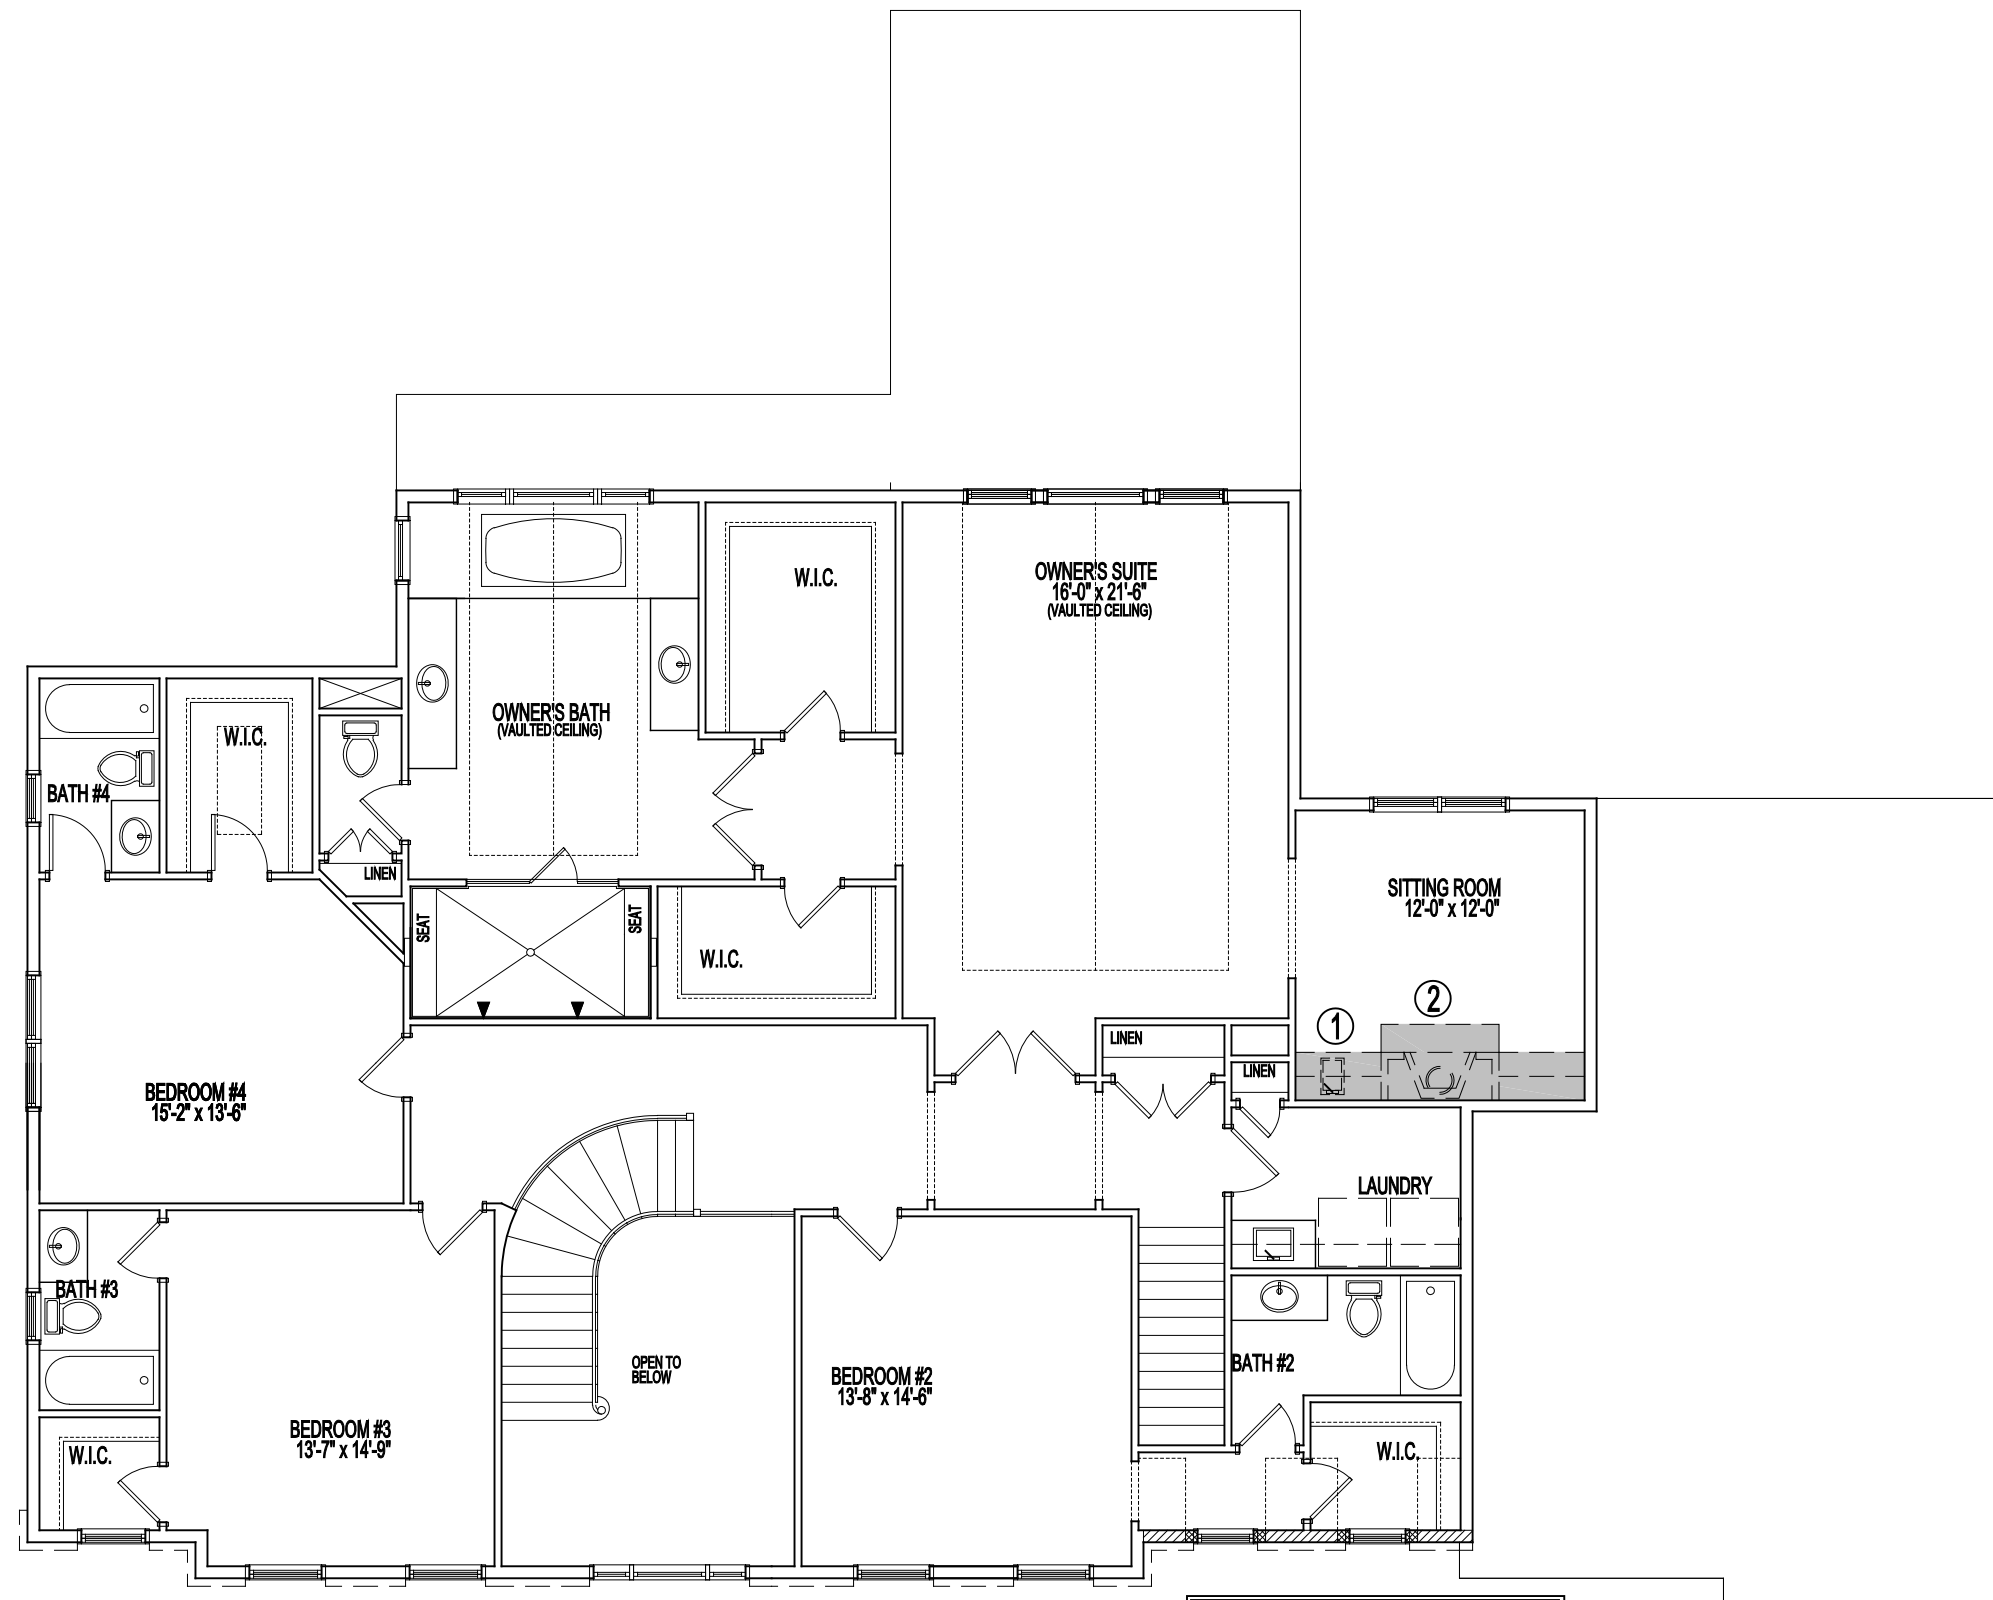 OWNER'S SUITE
16'-0" x 21'-6"
(VAULTED CEILING)
W.I.C.
OWNER'S BATH
(VAULTED CEILING)
W.I.C.
BATH #4
LINEN
SEAT
SEAT
W.I.C.
SITTING ROOM
12'-0" x 12'-0"
1
2
LINEN
LINEN
BEDROOM #4
15'-2" x 13'-6"
LAUNDRY
BATH #3
OPEN TO
BELOW
BEDROOM #2
13'-8" x 14'-6"
BATH #2
BEDROOM #3
13'-7" x 14'-9"
W.I.C.
W.I.C.